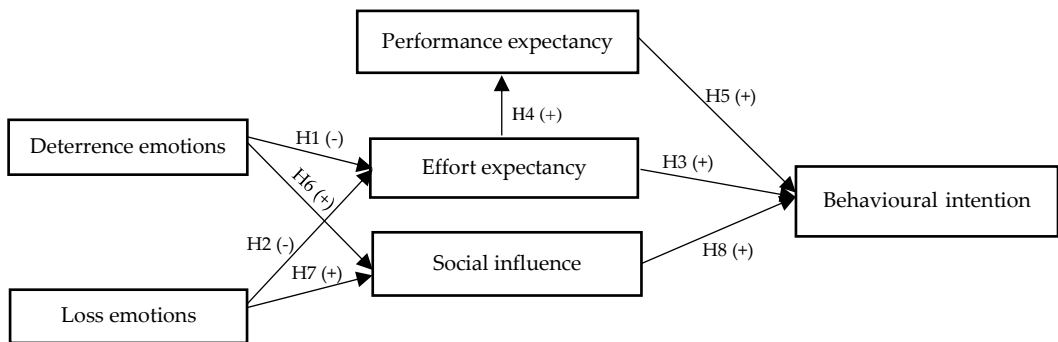 Performance expectancy
H5 (+)
H4 (+)
Deterrence emotions
H1 (-)
Effort expectancy
H3 (+)
H6 (+)
Behavioural intention
H2 (-)
H7 (+)
Social influence
H8 (+)
Loss emotions